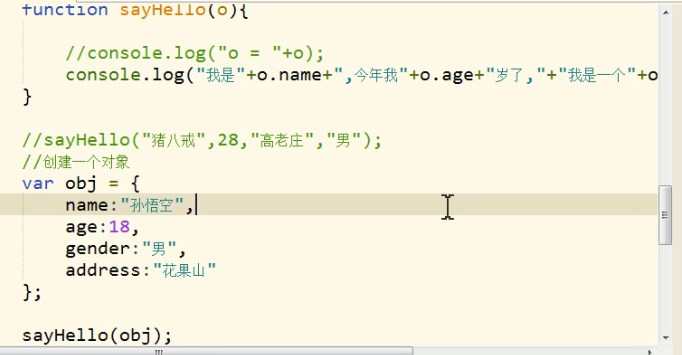 function sayHello(o){
//console.log("o = "+o);
console.log("我是"+o.name+",今年我"+o.age+"岁了,"+"我是一个"+o
}
//sayHello("猪八戒",28,"高老庄","男");
//创建一个对象
var obj = {
name:"孙悟空",
age:18,
gender:"男",
address:"花果山"
};
sayHello(obj);